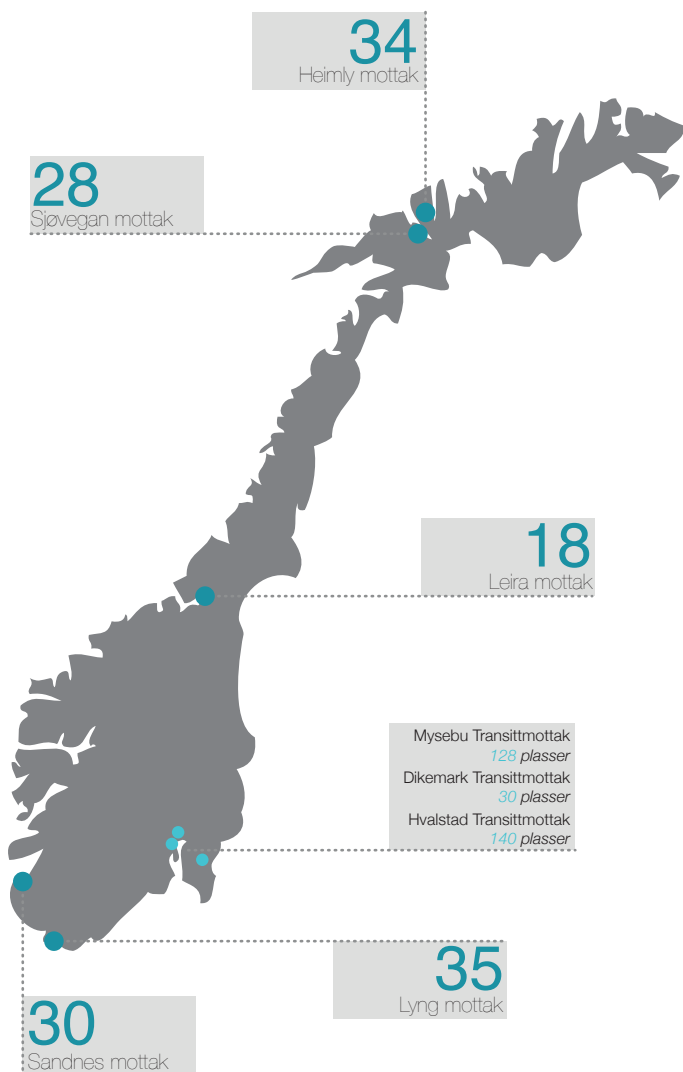 34
Heimly mottak
28
Sjøvegan mottak
18
Leira mottak
Mysebu Transittmottak
128 plasser
Dikemark Transittmottak
30 plasser
Hvalstad Transittmottak
140 plasser
35
Lyng mottak
30
Sandnes mottak